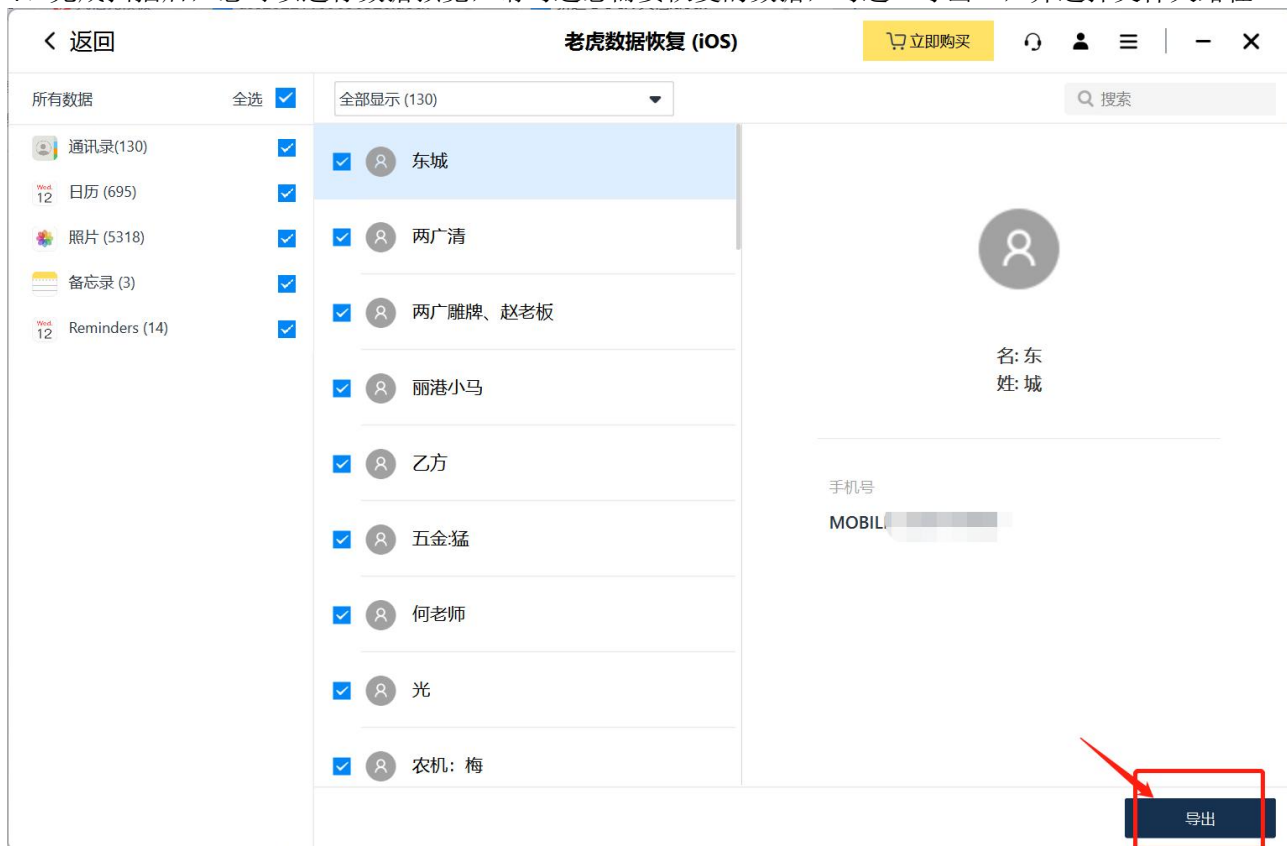 返回
老虎数据恢复 (iOS)
立即购买
所有数据
全选
全部显示 (130)
搜索
通讯录(130)
日历 (695)
照片 (5318)
备忘录 (3)
Reminders (14)
Wed.
12
Wed.
12
东城
两广清
两广雕牌、赵老板
丽港小马
乙方
五金:猛
何老师
光
农机：梅
名: 东
姓: 城
手机号
MOBIL
导出